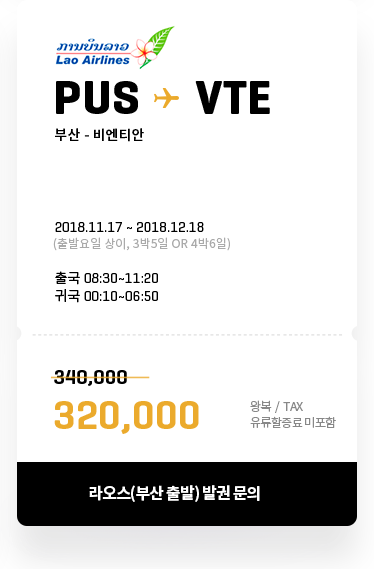 ການບິນລາວ
Lao Airlines
PUS VTE
부산 - 비엔티안
2018.11.17 ~ 2018.12.18
(출발요일 상이, 3박5일 OR 4박6일)
출국 08:30~11:20
귀국 00:10~06:50
340,000
320,000
왕복 / TAX
유류할증료 미포함
라오스(부산 출발) 발권 문의